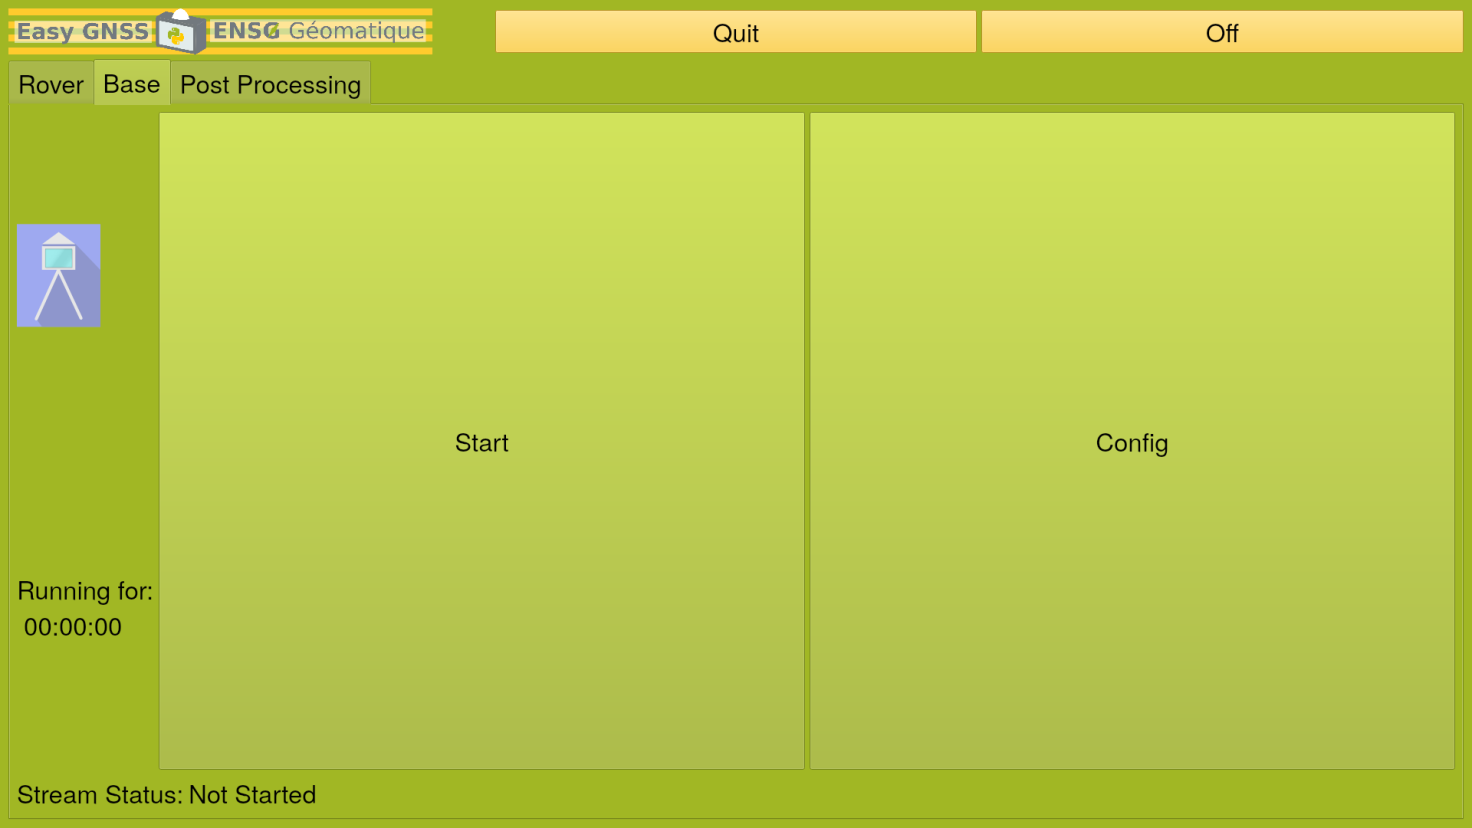 Easy GNSS ENSG Géomatique
Quit
Off
Rover
Base
Post Processing
Start
Config
Running for:
00:00:00
Stream Status: Not Started